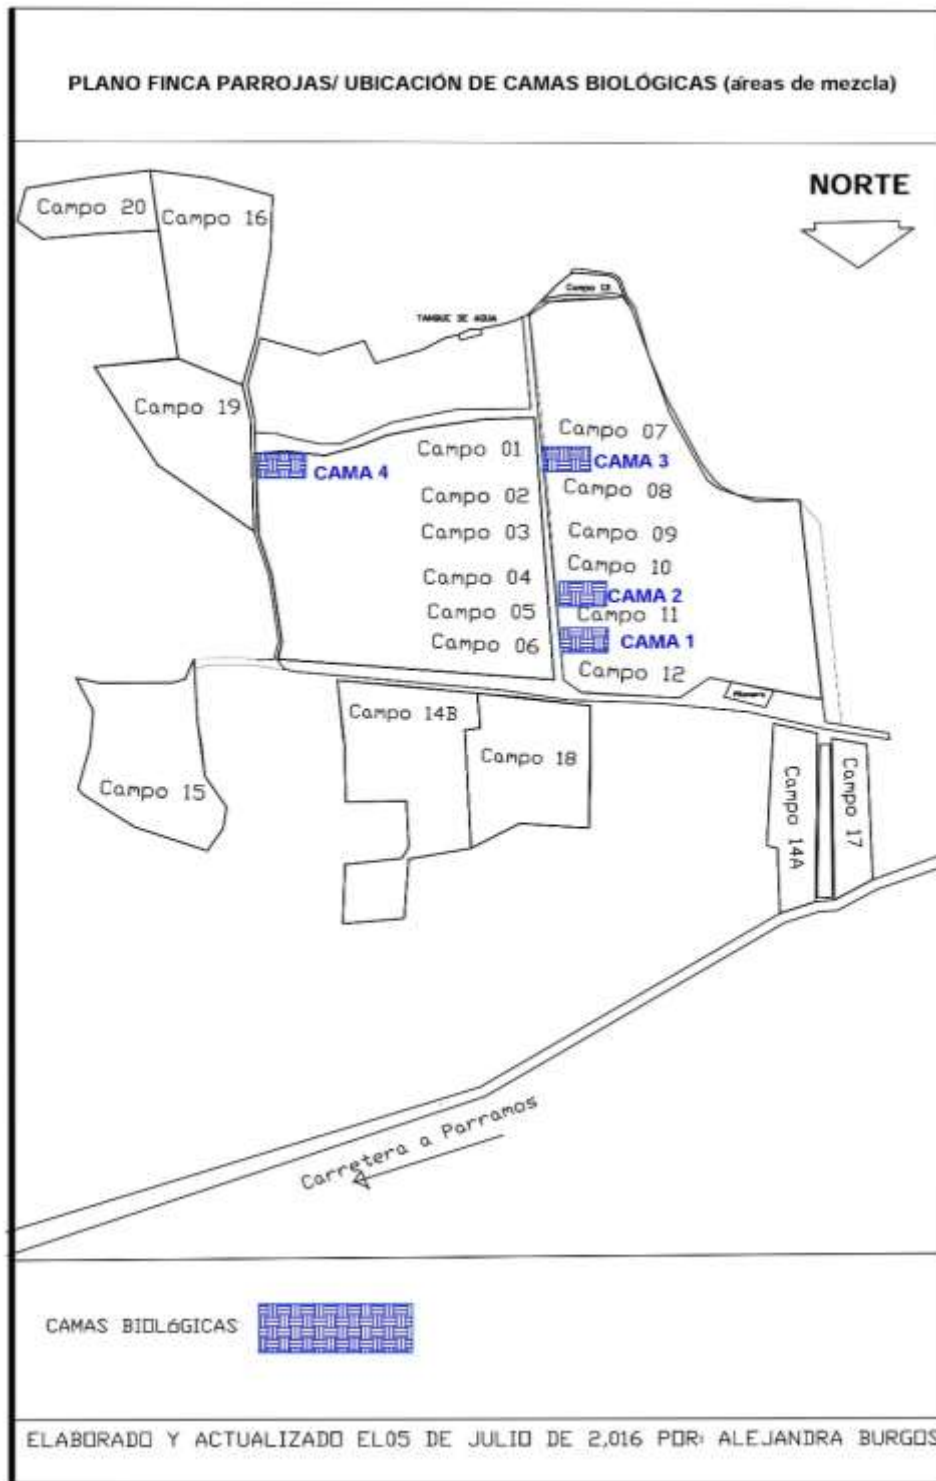 PLANO FINCA PARROJAS/ UBICACIÓN DE CAMAS BIOLÓGICAS (aíreas de mezcla)
NORTE
Campo 20
Campo 16
TANQUE DE AGUA
Campo 19
Campo 07
Campo 01
CAMA 3
CAMA 4
Campo 08
Campo 02
Campo 03
Campo 09
Campo 10
Campo 04
CAMA 2
Campo 05
Campo 11
Campo 06
CAMA 1
Campo 12
Campo 14B
Campo 18
Campo 15
Campo 14A
Campo 17
Carretera a Parramos
CAMAS BIOLóGICAS
ELABORADO Y ACTUALIZADO EL05 DE JULIO DE 2,016 POR: ALEJANDRA BURGOS